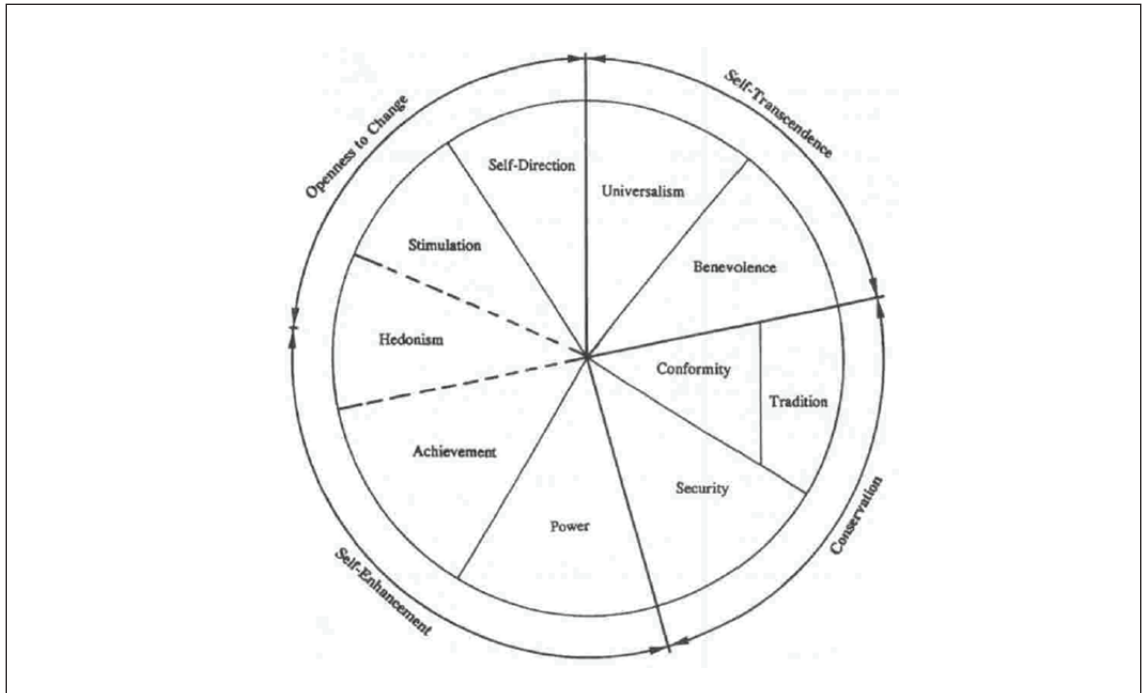 Openness to Change
Self-Transcendence
Self-Direction
Universalism
Stimulation
Benevolence
Hedonism
Conformity
Tradition
Achievement
Security
Power
Conservation
Self-Enhancement